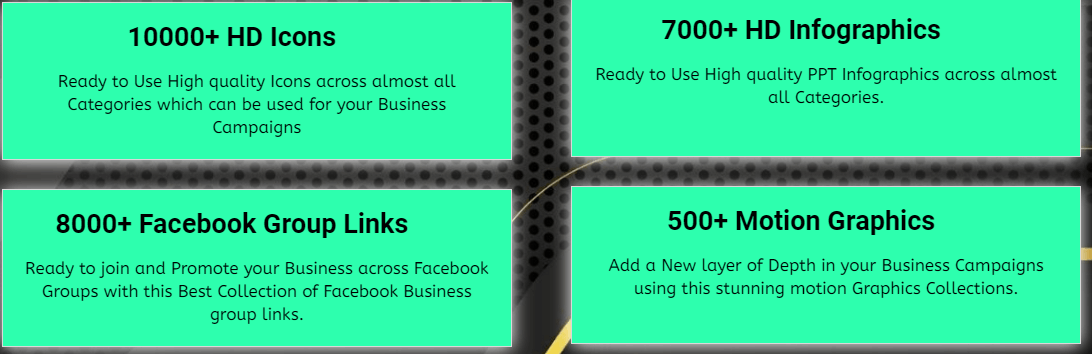 10000+ HD Icons
Ready to Use High quality Icons across almost all
Categories which can be used for your Business
Campaigns
7000+ HD Infographics
Ready to Use High quality PPT Infographics across almost
all Categories.
8000+ Facebook Group Links
Ready to join and Promote your Business across Facebook
Groups with this Best Collection of Facebook Business
group links.
500+ Motion Graphics
Add a New layer of Depth in your Business Campaigns
using this stunning motion Graphics Collections.